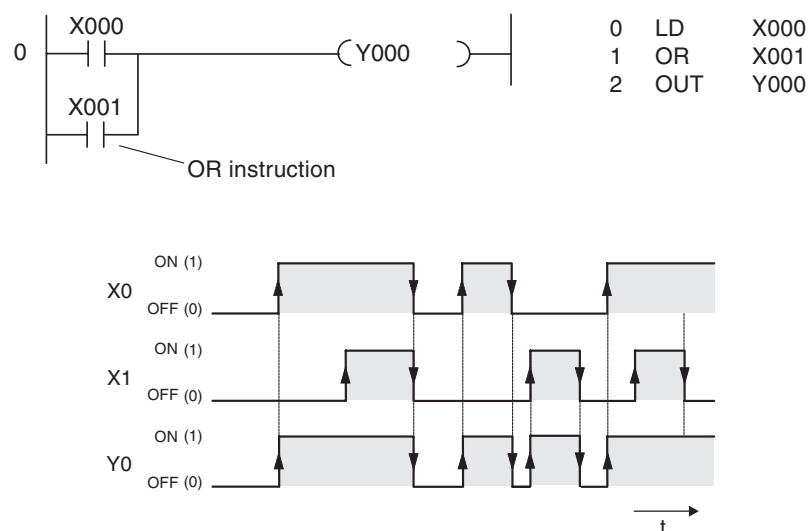 X000
0
Y000
X001
OR instruction
0 LD X000
1 OR X001
2 OUT Y000
ON (1)
X0
OFF (0)
ON (1)
X1
OFF (0)
ON (1)
Y0
OFF (0)
t